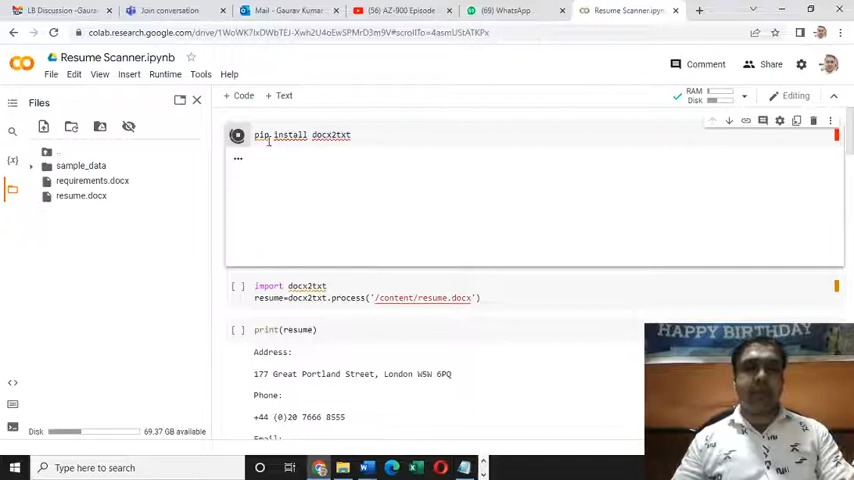 LB Discussion -Gaurav
Join conversation
Mail - Gaurav Kumar
(56) AZ-900 Episode
(69) WhatsApp
Resume Scanner.ipynb
colab.research.google.com/drive/1WoWK7IxDWbTEJ-Xwh2U4oEwSPMrD3m9V#scrollTo=4asmUStATKPx
Resume Scanner.ipynb
File Edit View Insert Runtime Tools Help
Comment
Share
Files
+ Code + Text
RAM
Disk
Editing
..
sample_data
requirements.docx
resume.docx
pip install docx2txt
...
[ ] import docx2txt
resume=docx2txt.process('/content/resume.docx')
[ ] print(resume)
Address:
177 Great Portland Street, London W5W 6PQ
Phone:
+44 (0)20 7666 8555
Email:
HAPPY BIRTHDAY
Disk
69.37 GB available
Type here to search